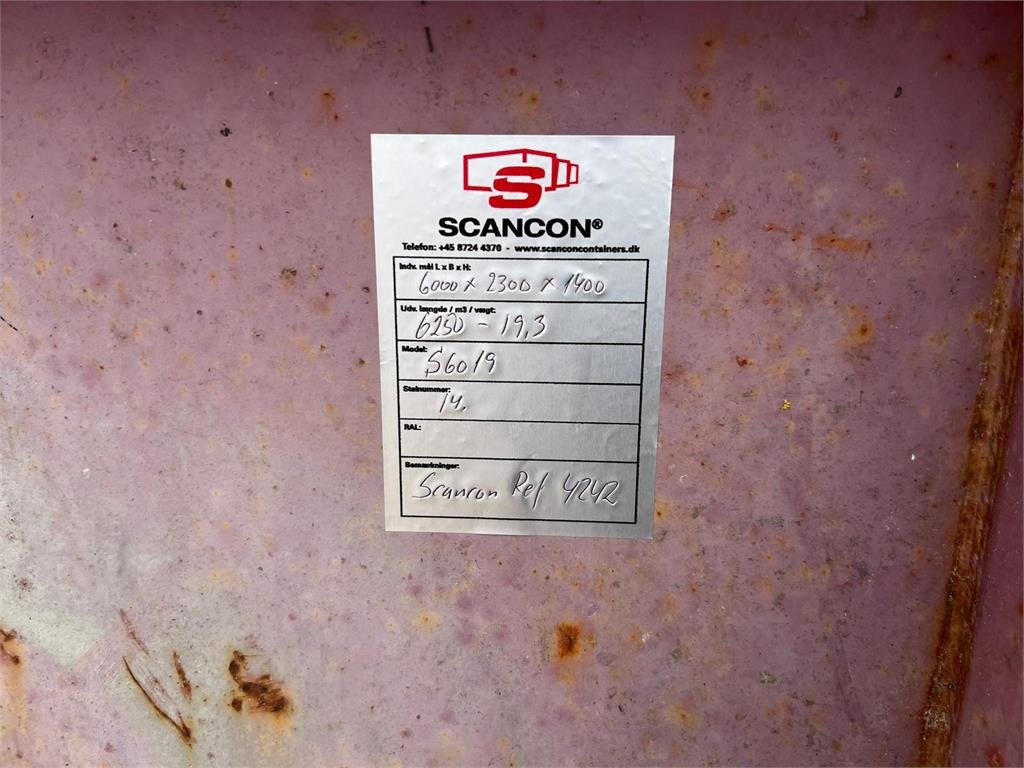 S
SCANCON®
Telefon: +45 8724 4370 - www.scanconcontainers.dk
Indv. mål L x B x H:
6000 x 2300 x 1400
Udv. længde / m3 / vægt:
6250 - 19,3
Model:
S6019
Stelnummer:
14.
RAL:
Bemærkninger:
Scancon Ref 4242